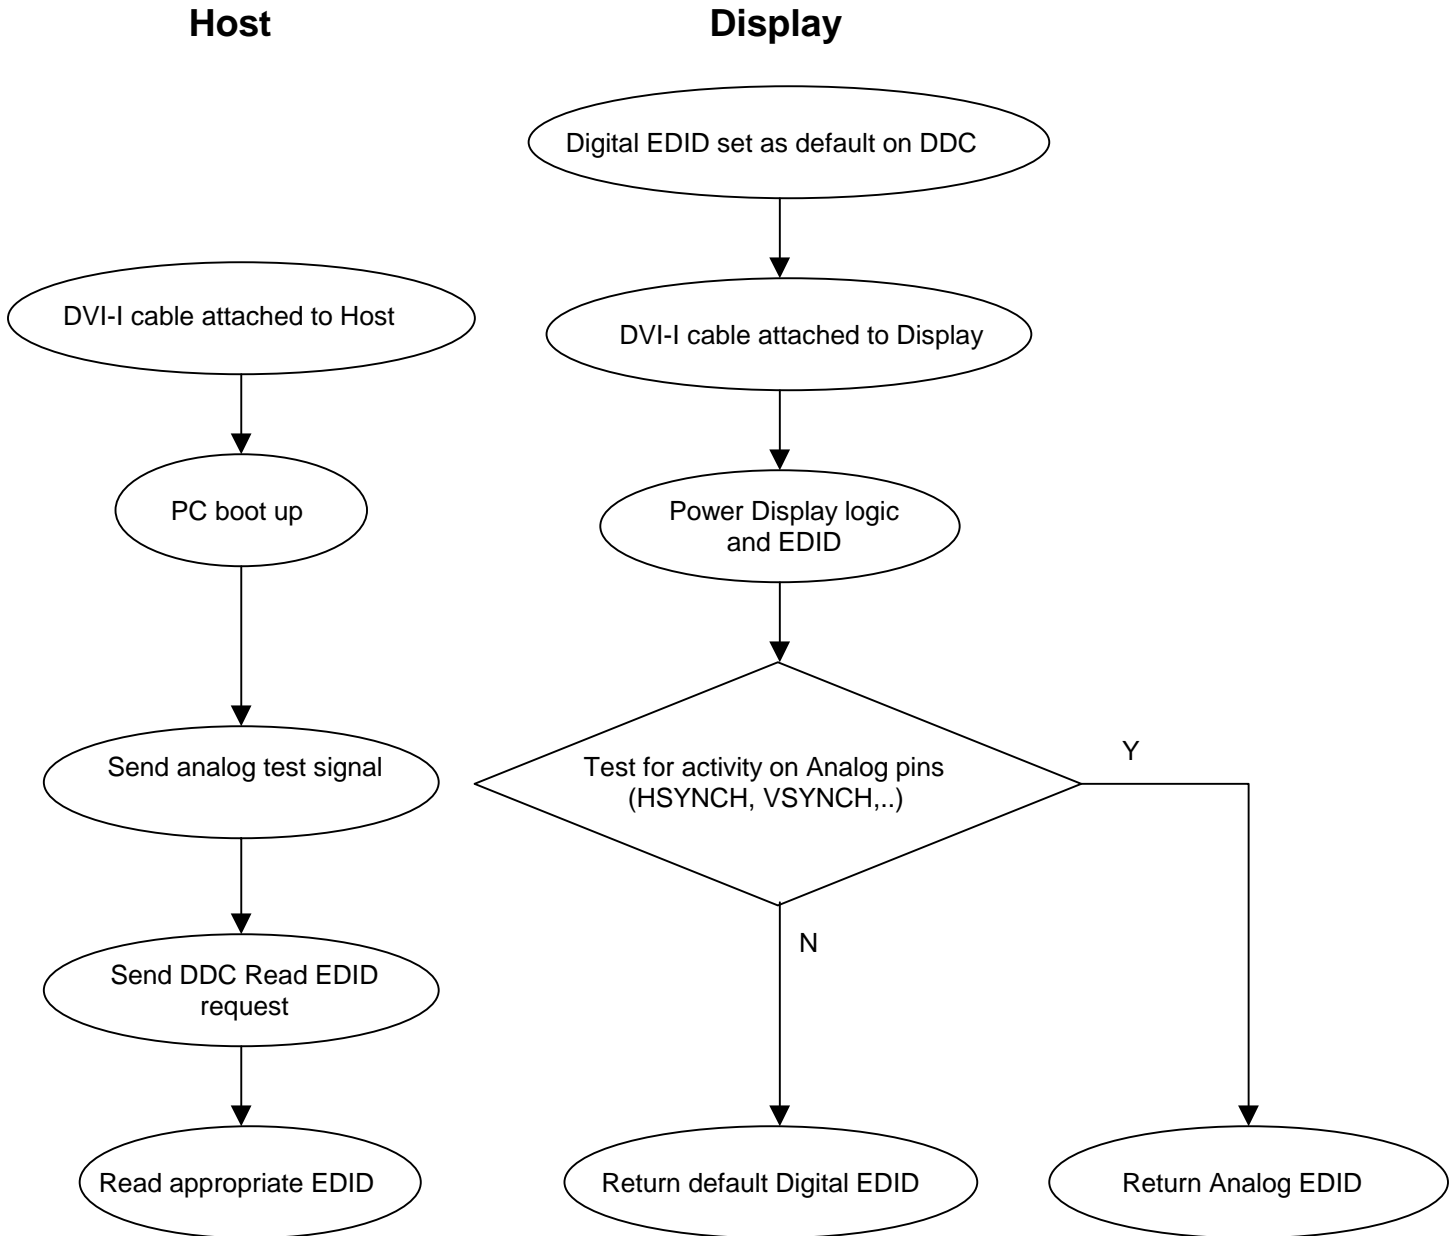 Host
Display
Digital EDID set as default on DDC
DVI-I cable attached to Host
DVI-I cable attached to Display
PC boot up
Power Display logic
and EDID
Send analog test signal
Test for activity on Analog pins
(HSYNCH, VSYNCH,..)
Y
N
Send DDC Read EDID
request
Read appropriate EDID
Return default Digital EDID
Return Analog EDID